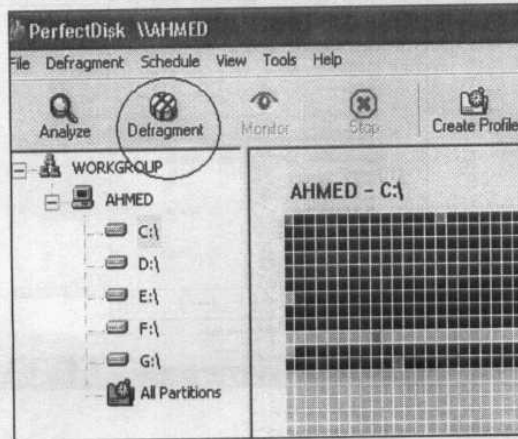 PerfectDisk \\AHMED
File Defragment Schedule View Tools Help
Analyze Defragment Monitor Stop Create Profile
WORKGROUP
AHMED
C:\
D:\
E:\
F:\
G:\
All Partitions
AHMED - C:\